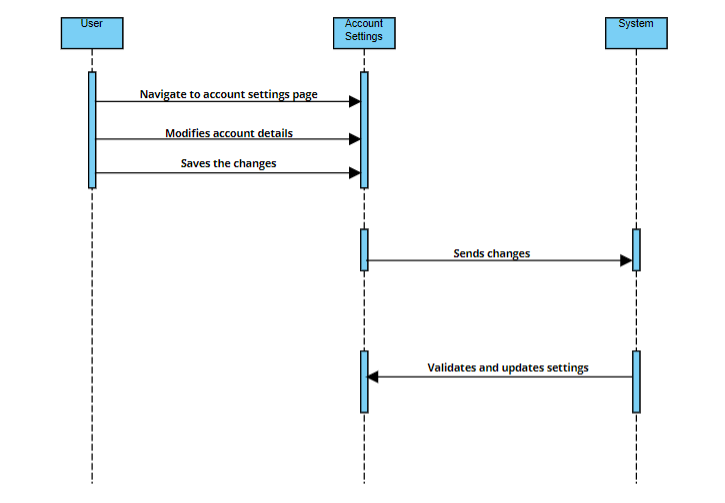 User
Account
Settings
System
Navigate to account settings page
Modifies account details
Saves the changes
Sends changes
Validates and updates settings